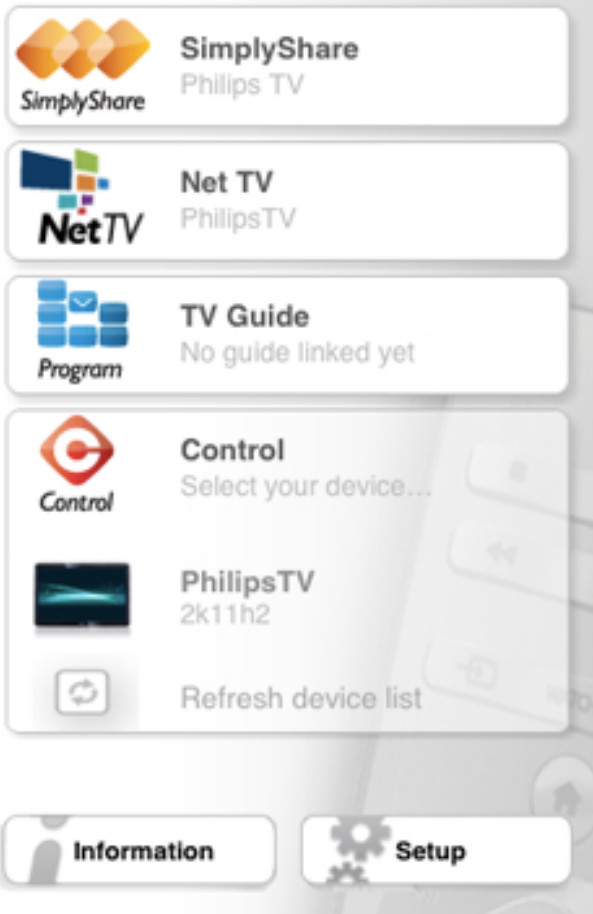 SimplyShare
SimplyShare
Philips TV
NetTV
Net TV
PhilipsTV
Program
TV Guide
No guide linked yet
Control
Control
Select your device...
PhilipsTV
2k11h2
Refresh device list
Information
Setup